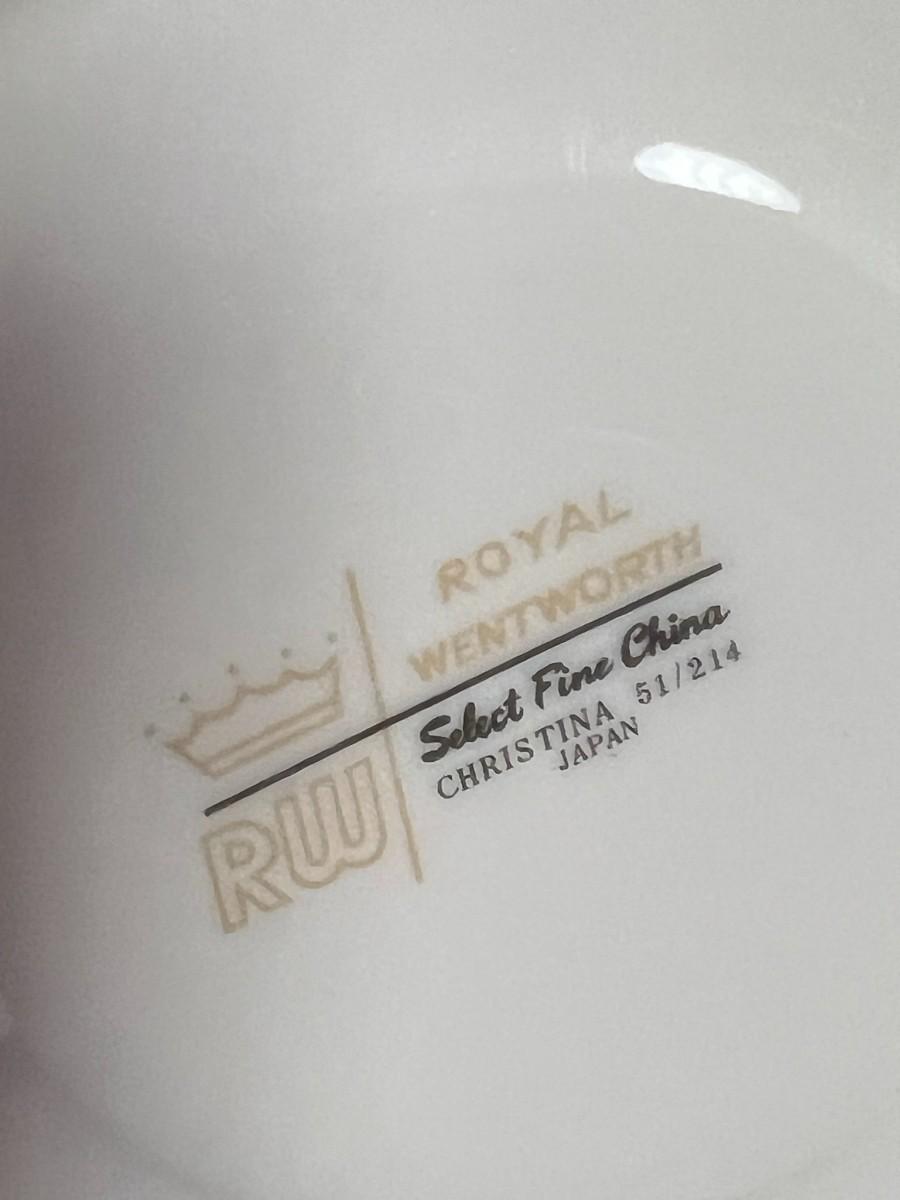 ROYAL
WENTWORTH
Select Fine China
CHRISTINA 51/214
JAPAN
RW